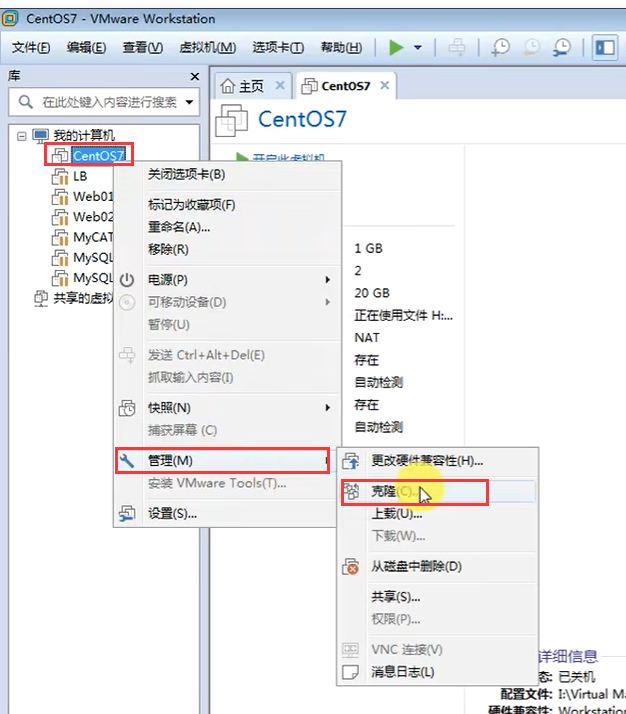 CentOS7 - VMware Workstation
文件(F) 编辑(E) 查看(V) 虚拟机(M) 选项卡(T) 帮助(H)
库
在此处键入内容进行搜索
我的计算机
CentOS7
LB
Web01
Web02
MyCAT
MySQL
MySQL
共享的虚拟
主页
CentOS7
CentOS7
开启此虚拟机
1 GB
2
20 GB
正在使用文件 H:...
NAT
存在
自动检测
存在
自动检测
关闭选项卡(B)
标记为收藏项(F)
重命名(A)...
移除(R)
电源(P)
可移动设备(D)
暂停(U)
发送 Ctrl+Alt+Del(E)
抓取输入内容(I)
快照(N)
捕获屏幕 (C)
管理(M)
安装 VMware Tools(T)...
设置(S)...
更改硬件兼容性(H)...
克隆(C)...
上载(U)...
下载(W)...
从磁盘中删除(D)
共享(S)...
权限(P)...
VNC 连接(V)
消息日志(L)
详细信息
态: 已关机
配置文件: I:\Virtual Ma
硬件兼容性: Workstation